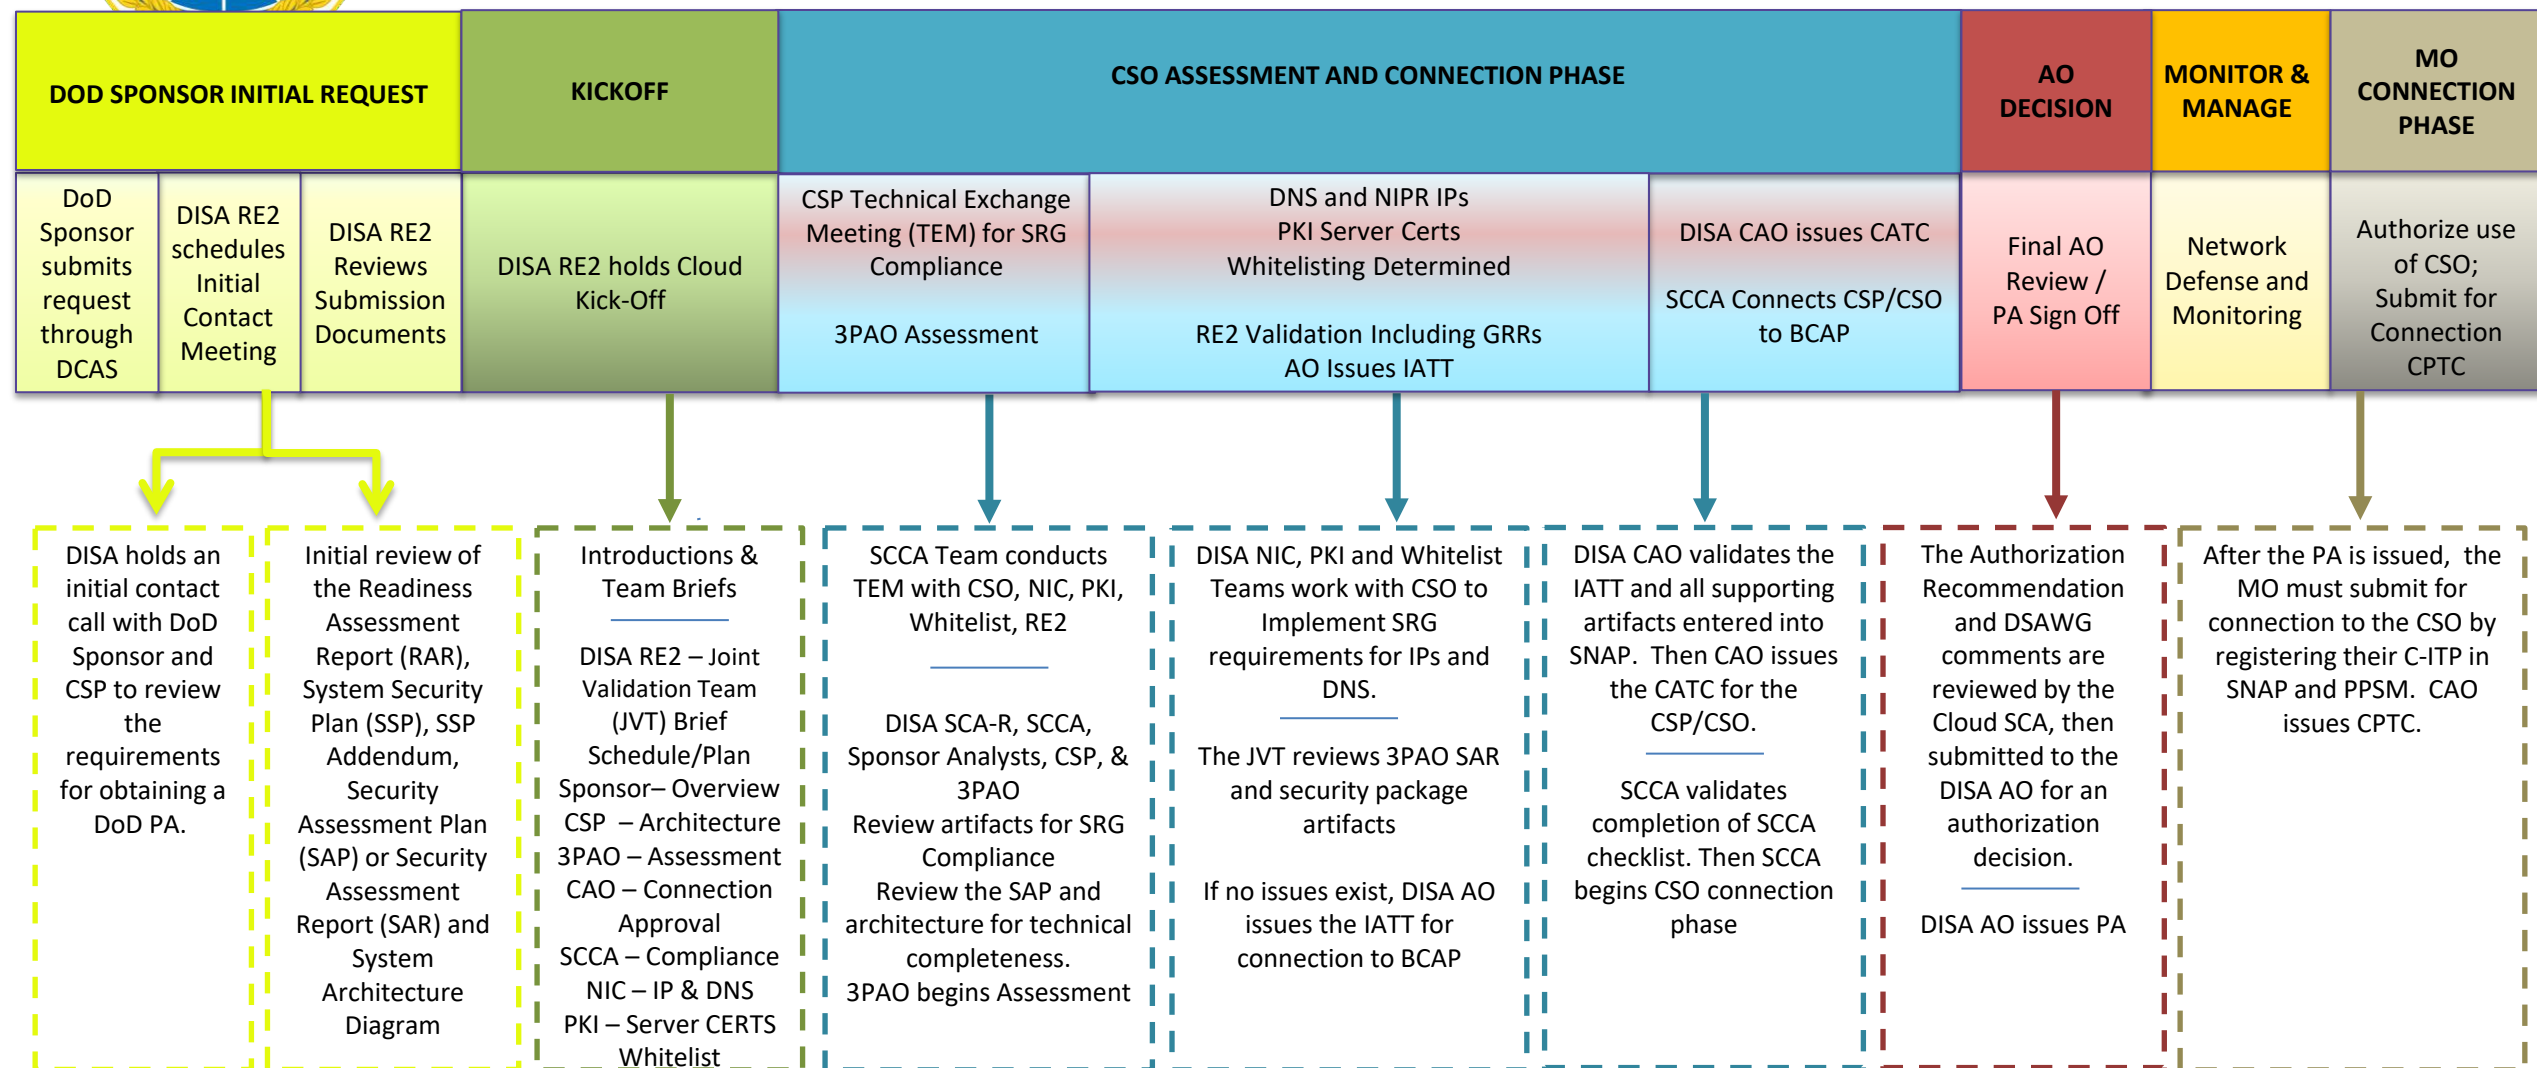 DOD SPONSOR INITIAL REQUEST
KICKOFF
CSO ASSESSMENT AND CONNECTION PHASE
AO
DECISION
MONITOR &
MANAGE
MO
CONNECTION
PHASE
DoD
Sponsor
submits
request
through
DCAS
DISA RE2
schedules
Initial
Contact
Meeting
DISA RE2
Reviews
Submission
Documents
DISA RE2 holds Cloud
Kick-Off
CSP Technical Exchange
Meeting (TEM) for SRG
Compliance
3PAO Assessment
DNS and NIPR IPs
PKI Server Certs
Whitelisting Determined
RE2 Validation Including GRRs
AO Issues IATT
DISA CAO issues CATC
SCCA Connects CSP/CSO
to BCAP
Final AO
Review /
PA Sign Off
Network
Defense and
Monitoring
Authorize use
of CSO;
Submit for
Connection
CPTC
DISA holds an
initial contact
call with DoD
Sponsor and
CSP to review
the
requirements
for obtaining a
DoD PA.
Initial review of
the Readiness
Assessment
Report (RAR),
System Security
Plan (SSP), SSP
Addendum,
Security
Assessment Plan
(SAP) or Security
Assessment
Report (SAR) and
System
Architecture
Diagram
Introductions &
Team Briefs
DISA RE2 – Joint
Validation Team
(JVT) Brief
Schedule/Plan
Sponsor– Overview
CSP – Architecture
3PAO – Assessment
CAO – Connection
Approval
SCCA – Compliance
NIC – IP & DNS
PKI – Server CERTS
Whitelist
SCCA Team conducts
TEM with CSO, NIC, PKI,
Whitelist, RE2
DISA SCA-R, SCCA,
Sponsor Analysts, CSP, &
3PAO
Review artifacts for SRG
Compliance
Review the SAP and
architecture for technical
completeness.
3PAO begins Assessment
DISA NIC, PKI and Whitelist
Teams work with CSO to
Implement SRG
requirements for IPs and
DNS.
The JVT reviews 3PAO SAR
and security package
artifacts
If no issues exist, DISA AO
issues the IATT for
connection to BCAP
DISA CAO validates the
IATT and all supporting
artifacts entered into
SNAP. Then CAO issues
the CATC for the
CSP/CSO.
SCCA validates
completion of SCCA
checklist. Then SCCA
begins CSO connection
phase
The Authorization
Recommendation
and DSAWG
comments are
reviewed by the
Cloud SCA, then
submitted to the
DISA AO for an
authorization
decision.
DISA AO issues PA
After the PA is issued, the
MO must submit for
connection to the CSO by
registering their C-ITP in
SNAP and PPSM. CAO
issues CPTC.